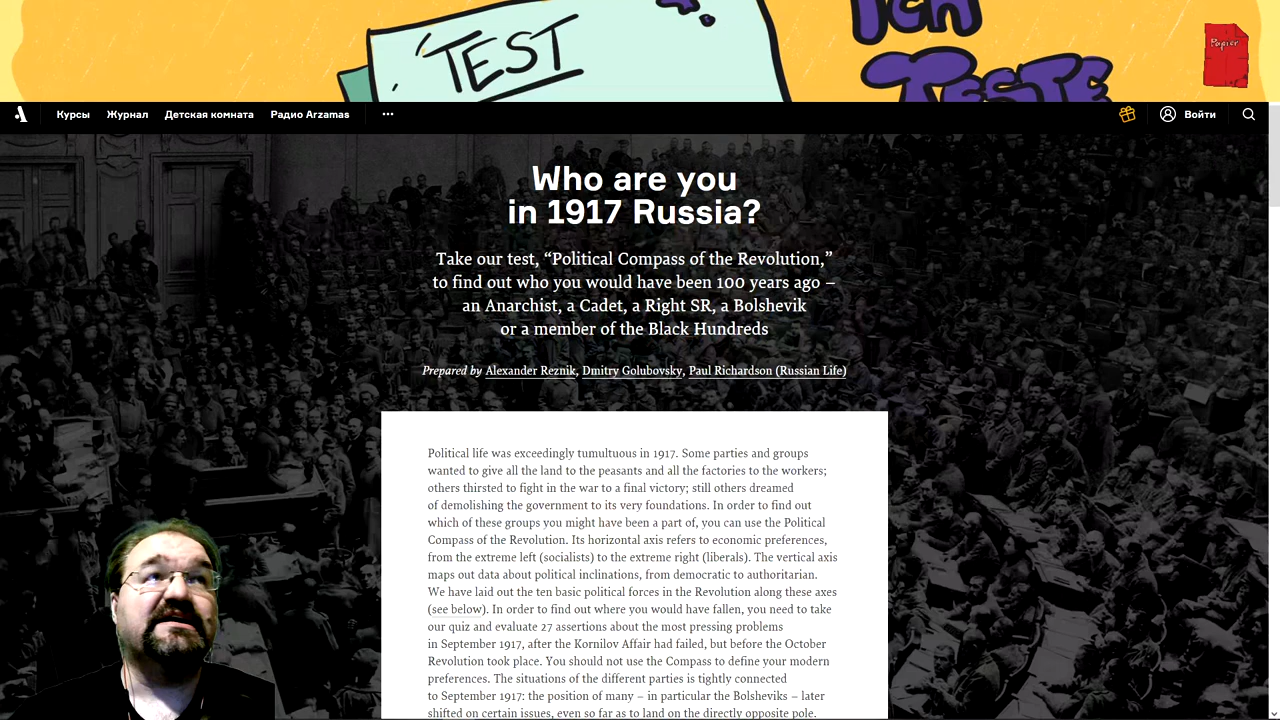 TEST
ich
TESTE
Papier
Курсы Журнал Детская комната Радио Arzamas ··· Войти
Who are you
in 1917 Russia?
Take our test, “Political Compass of the Revolution,”
to find out who you would have been 100 years ago –
an Anarchist, a Cadet, a Right SR, a Bolshevik
or a member of the Black Hundreds
Prepared by Alexander Reznik, Dmitry Golubovsky, Paul Richardson (Russian Life)
Political life was exceedingly tumultuous in 1917. Some parties and groups
wanted to give all the land to the peasants and all the factories to the workers;
others thirsted to fight in the war to a final victory; still others dreamed
of demolishing the government to its very foundations. In order to find out
which of these groups you might have been a part of, you can use the Political
Compass of the Revolution. Its horizontal axis refers to economic preferences,
from the extreme left (socialists) to the extreme right (liberals). The vertical axis
maps out data about political inclinations, from democratic to authoritarian.
We have laid out the ten basic political forces in the Revolution along these axes
(see below). In order to find out where you would have fallen, you need to take
our quiz and evaluate 27 assertions about the most pressing problems
in September 1917, after the Kornilov Affair had failed, but before the October
Revolution took place. You should not use the Compass to define your modern
preferences. The situations of the different parties is tightly connected
to September 1917: the position of many – in particular the Bolsheviks – later
shifted on certain issues, even so far as to land on the directly opposite pole.